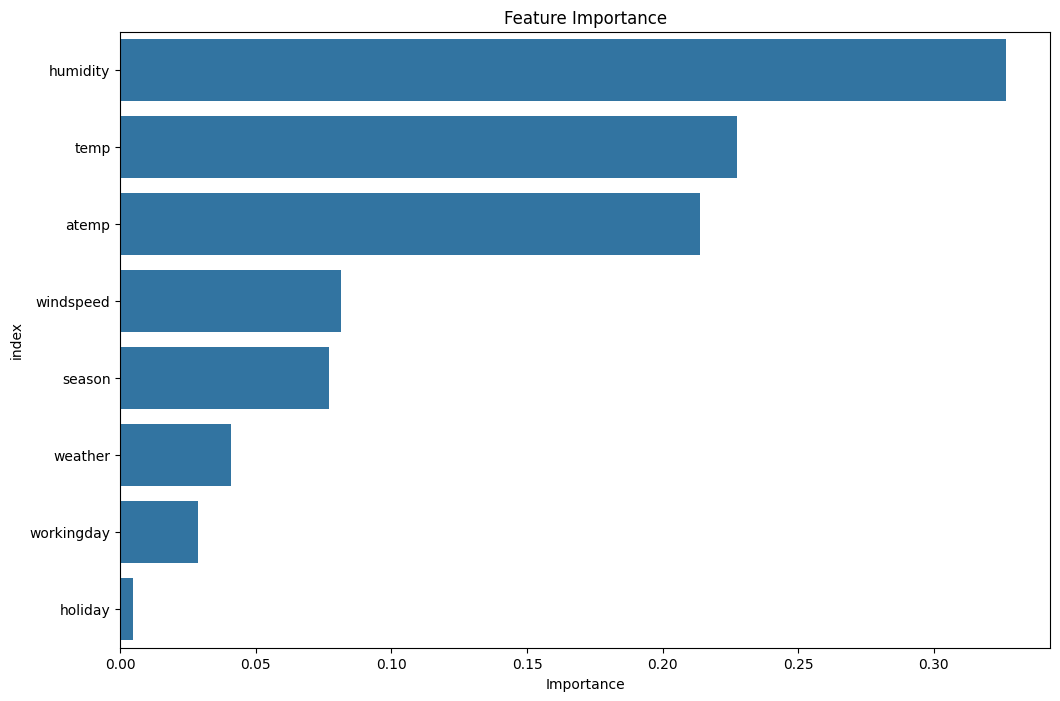 Feature Importance
humidity
temp
atemp
windspeed
index
season
weather
workingday
holiday
0.00 0.05 0.10 0.15 0.20 0.25 0.30
Importance